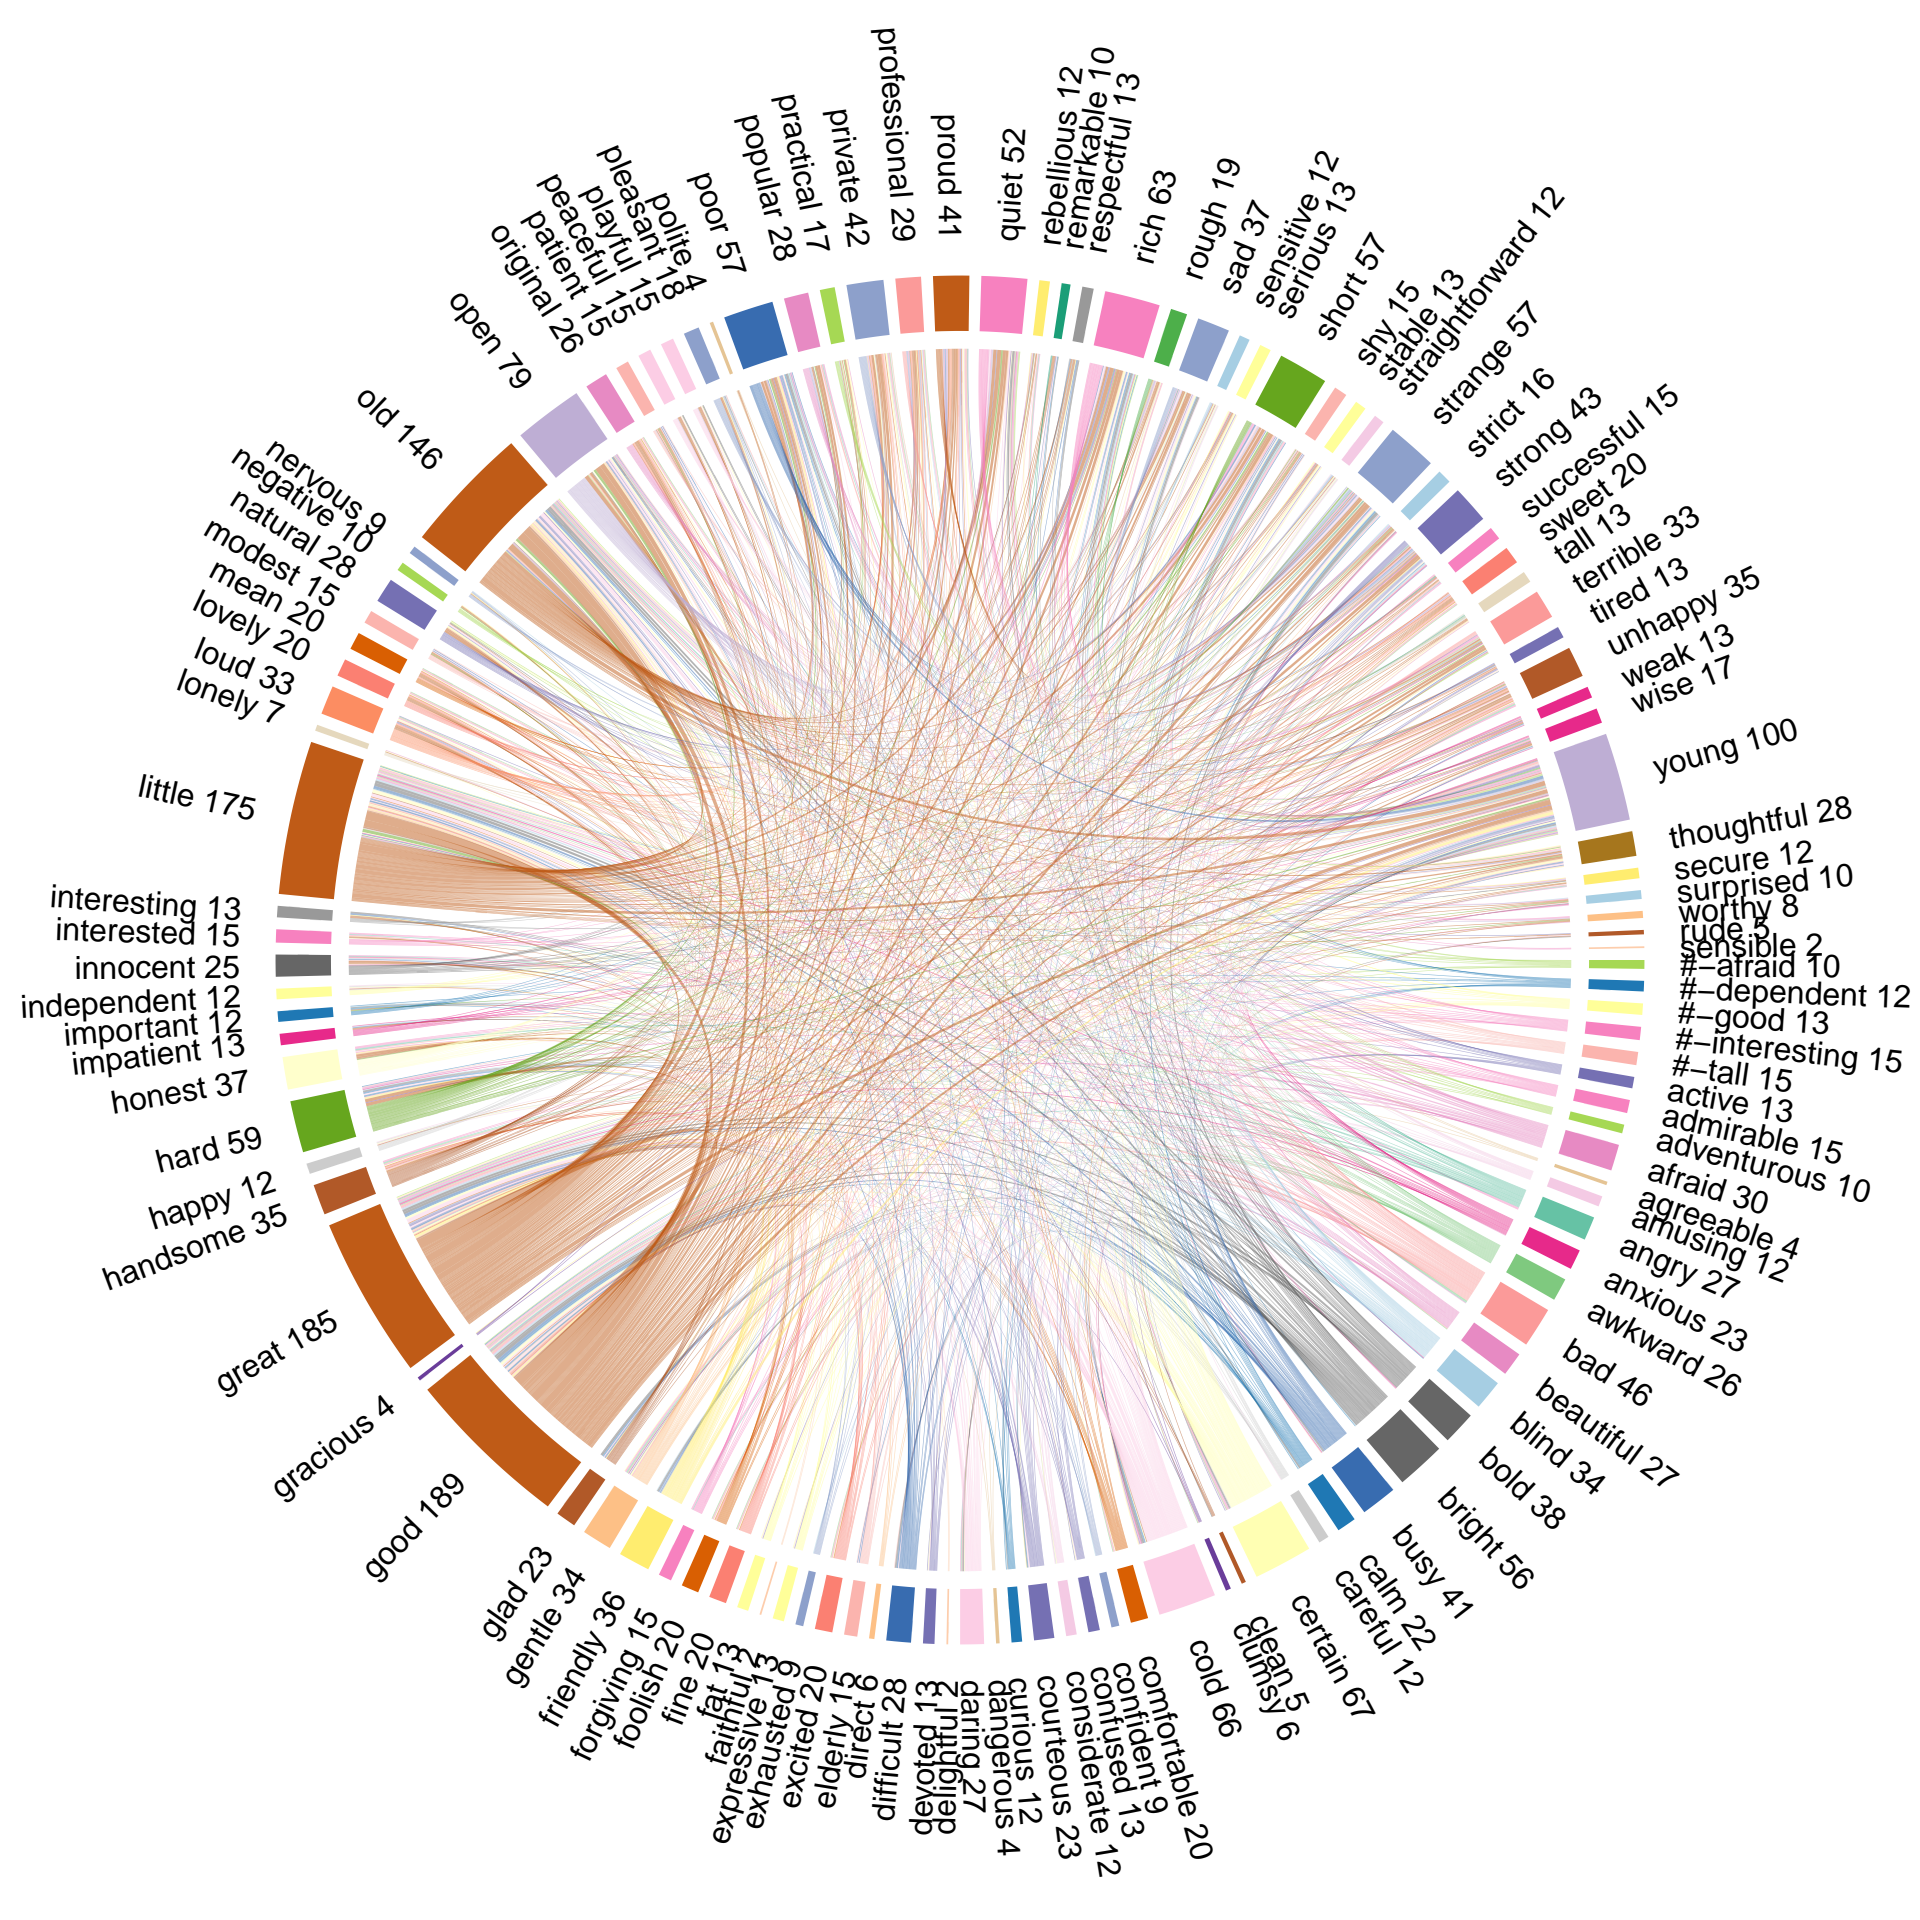 proud 41
quiet 52
rebellious 12
remarkable 10
respectful 13
rich 63
rough 19
sad 37
sensitive 12
serious 13
short 57
shy 15
stable 13
straightforward 12
strange 57
strict 16
strong 43
successful 15
sweet 20
tall 13
terrible 33
tired 13
unhappy 35
weak 13
wise 17
young 100
thoughtful 28
secure 12
surprised 10
worthy 8
rude 5
sensible 2
#–afraid 10
#–dependent 12
#–good 13
#–interesting 15
#–tall 15
active 13
admirable 15
adventurous 10
afraid 30
agreeable 4
amusing 12
angry 27
anxious 23
awkward 26
bad 46
beautiful 27
blind 34
bold 38
bright 56
busy 41
calm 22
careful 12
certain 67
clean 5
clumsy 6
cold 66
comfortable 20
confident 9
confused 13
considerate 12
courteous 23
curious 12
dangerous 4
daring 27
delightful 2
devoted 13
difficult 28
direct 6
elderly 15
excited 20
exhausted 9
expressive 13
faithful 2
fat 13
fine 20
foolish 20
forgiving 15
friendly 36
gentle 34
glad 23
good 189
gracious 4
great 185
handsome 35
happy 12
hard 59
honest 37
impatient 13
important 12
independent 12
innocent 25
interested 15
interesting 13
little 175
lonely 7
loud 33
lovely 20
mean 20
modest 15
natural 28
negative 10
nervous 9
old 146
open 79
original 26
patient 15
peaceful 15
playful 15
pleasant 18
polite 4
poor 57
popular 28
practical 17
private 42
professional 29